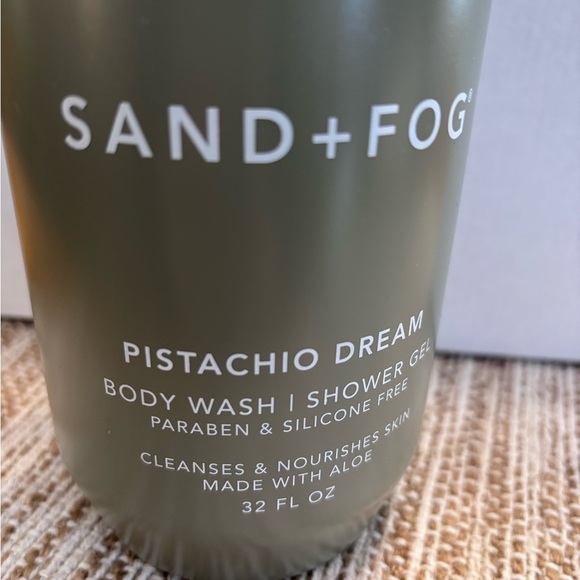 SAND + FOG®
PISTACHIO DREAM
BODY WASH | SHOWER GEL
PARABEN & SILICONE FREE
CLEANSES & NOURISHES SKIN
MADE WITH ALOE
32 FL OZ